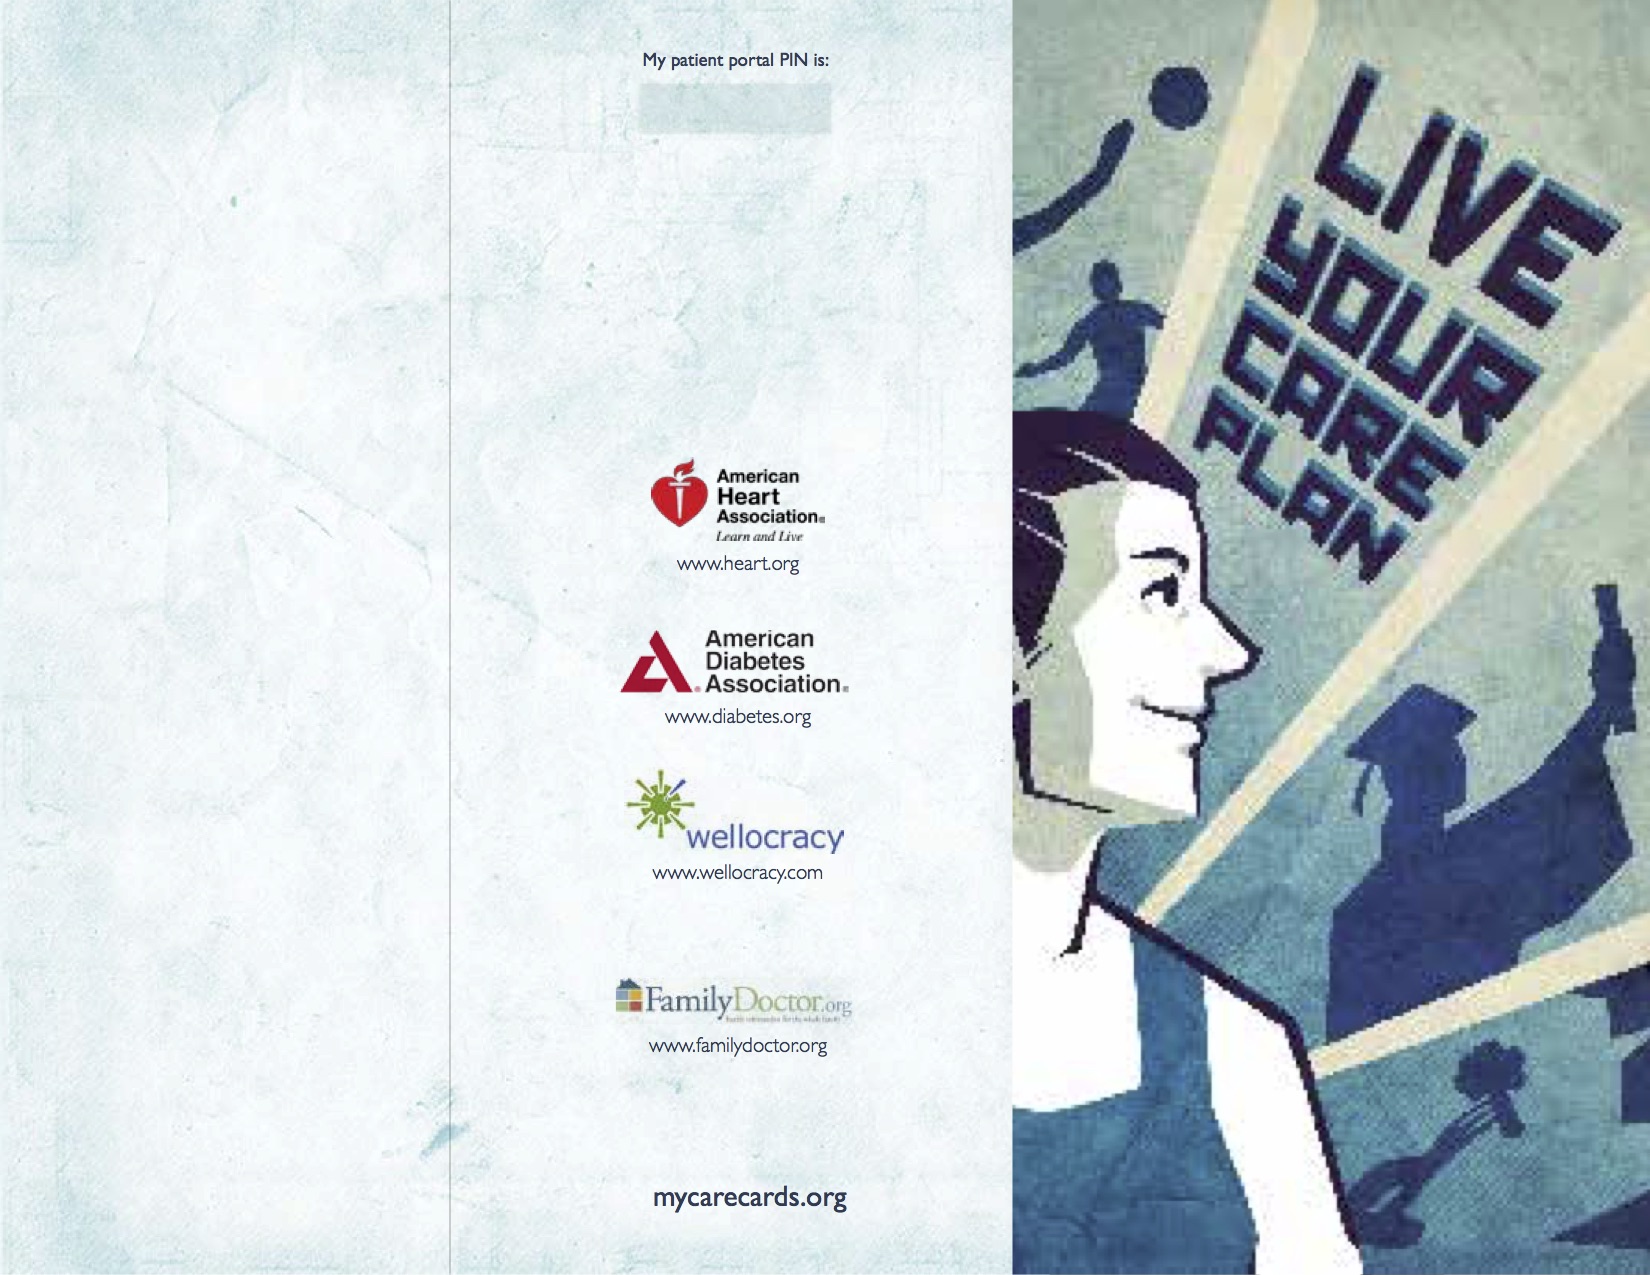 My patient portal PIN is:
American
Heart
Association®
Learn and Live
www.heart.org
American
Diabetes
Association®
www.diabetes.org
wellocracy
www.wellocracy.com
FamilyDoctor.org
www.familydoctor.org
mycarecards.org
LIVE
YOUR
CARE
PLAN